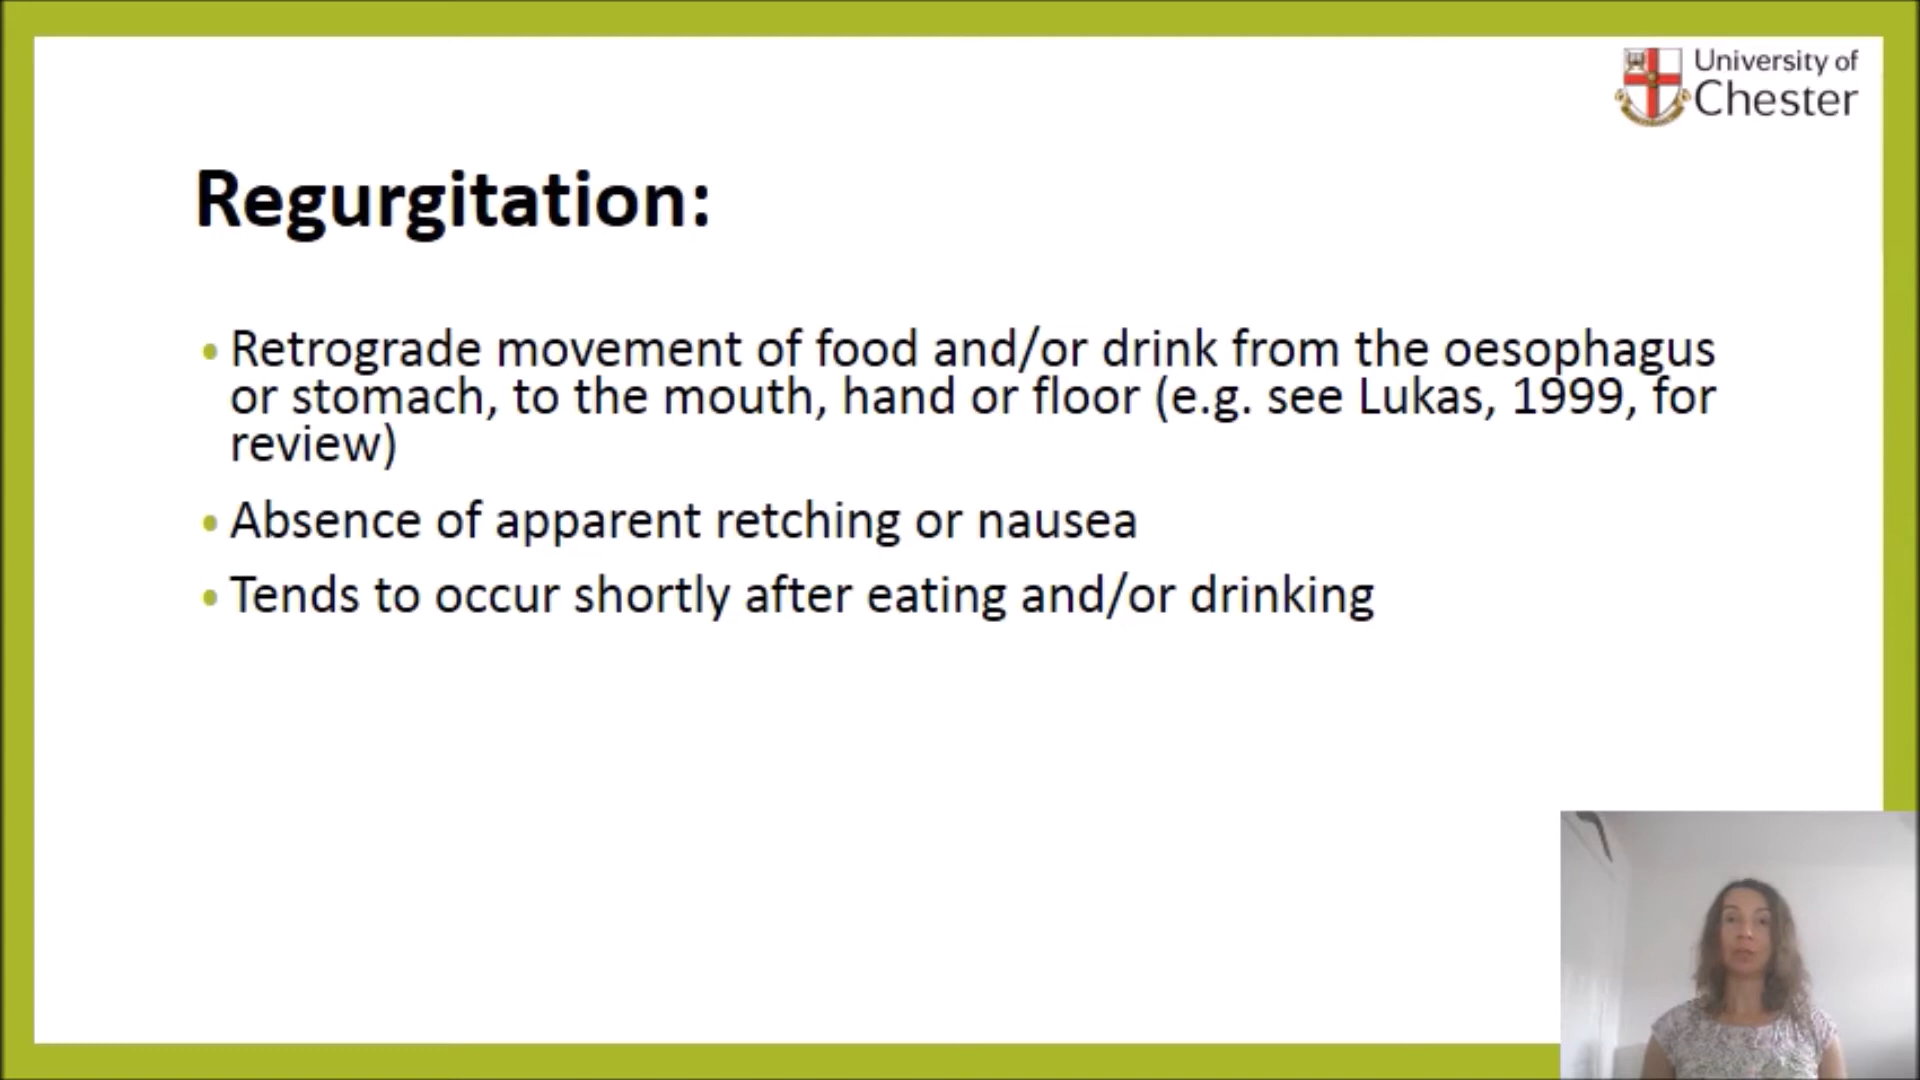 University of
Chester
Regurgitation:
• Retrograde movement of food and/or drink from the oesophagus
or stomach, to the mouth, hand or floor (e.g. see Lukas, 1999, for
review)
• Absence of apparent retching or nausea
• Tends to occur shortly after eating and/or drinking